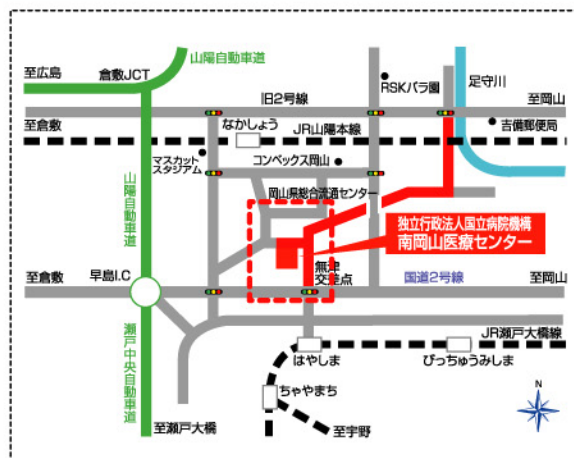 山陽自動車道
至広島
倉敷JCT
RSKバラ園
足守川
旧2号線
至岡山
至倉敷
なかしょう
JR山陽本線
吉備郵便局
マスカット
スタジアム
コンベックス岡山
岡山県総合流通センター
山陽自動車道
独立行政法人国立病院機構
南岡山医療センター
至倉敷
早島I.C
無津
交差点
国道2号線
至岡山
瀬戸中央自動車道
JR瀬戸大橋線
はやしま
びっちゅうみしま
ちゃやまち
至瀬戸大橋
至宇野
N